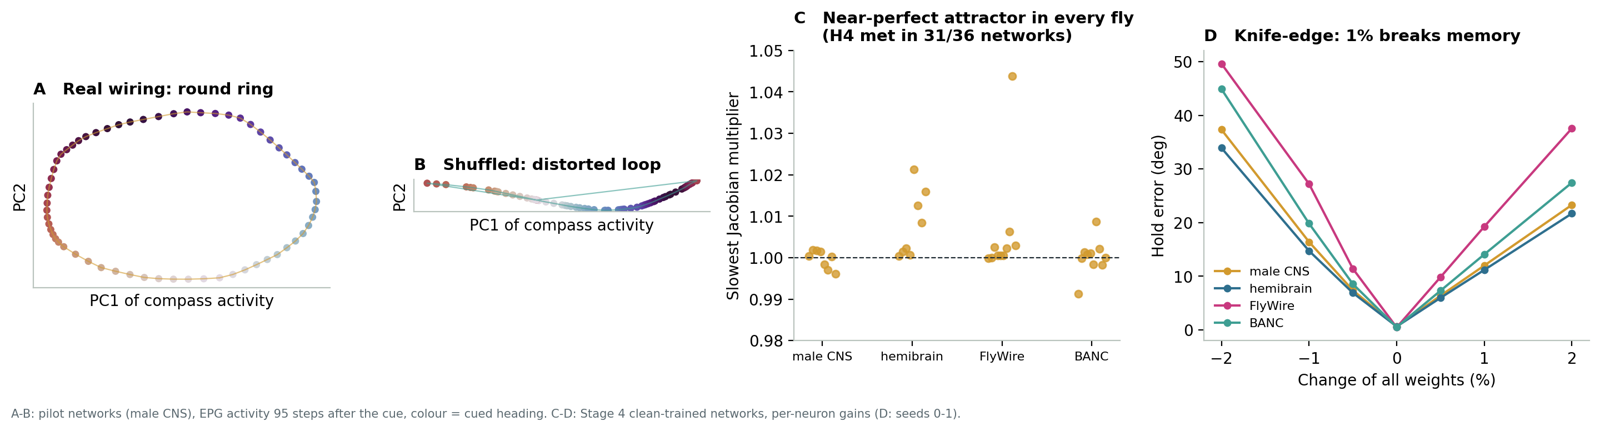 A Real wiring: round ring
PC2
PC1 of compass activity
B Shuffled: distorted loop
PC2
PC1 of compass activity
C Near-perfect attractor in every fly
(H4 met in 31/36 networks)
Slowest Jacobian multiplier
1.05
1.04
1.03
1.02
1.01
1.00
0.99
0.98
male CNS hemibrain FlyWire BANC
D Knife-edge: 1% breaks memory
Hold error (deg)
50
40
30
20
10
0
male CNS
hemibrain
FlyWire
BANC
−2 −1 0 1 2
Change of all weights (%)
A-B: pilot networks (male CNS), EPG activity 95 steps after the cue, colour = cued heading. C-D: Stage 4 clean-trained networks, per-neuron gains (D: seeds 0-1).